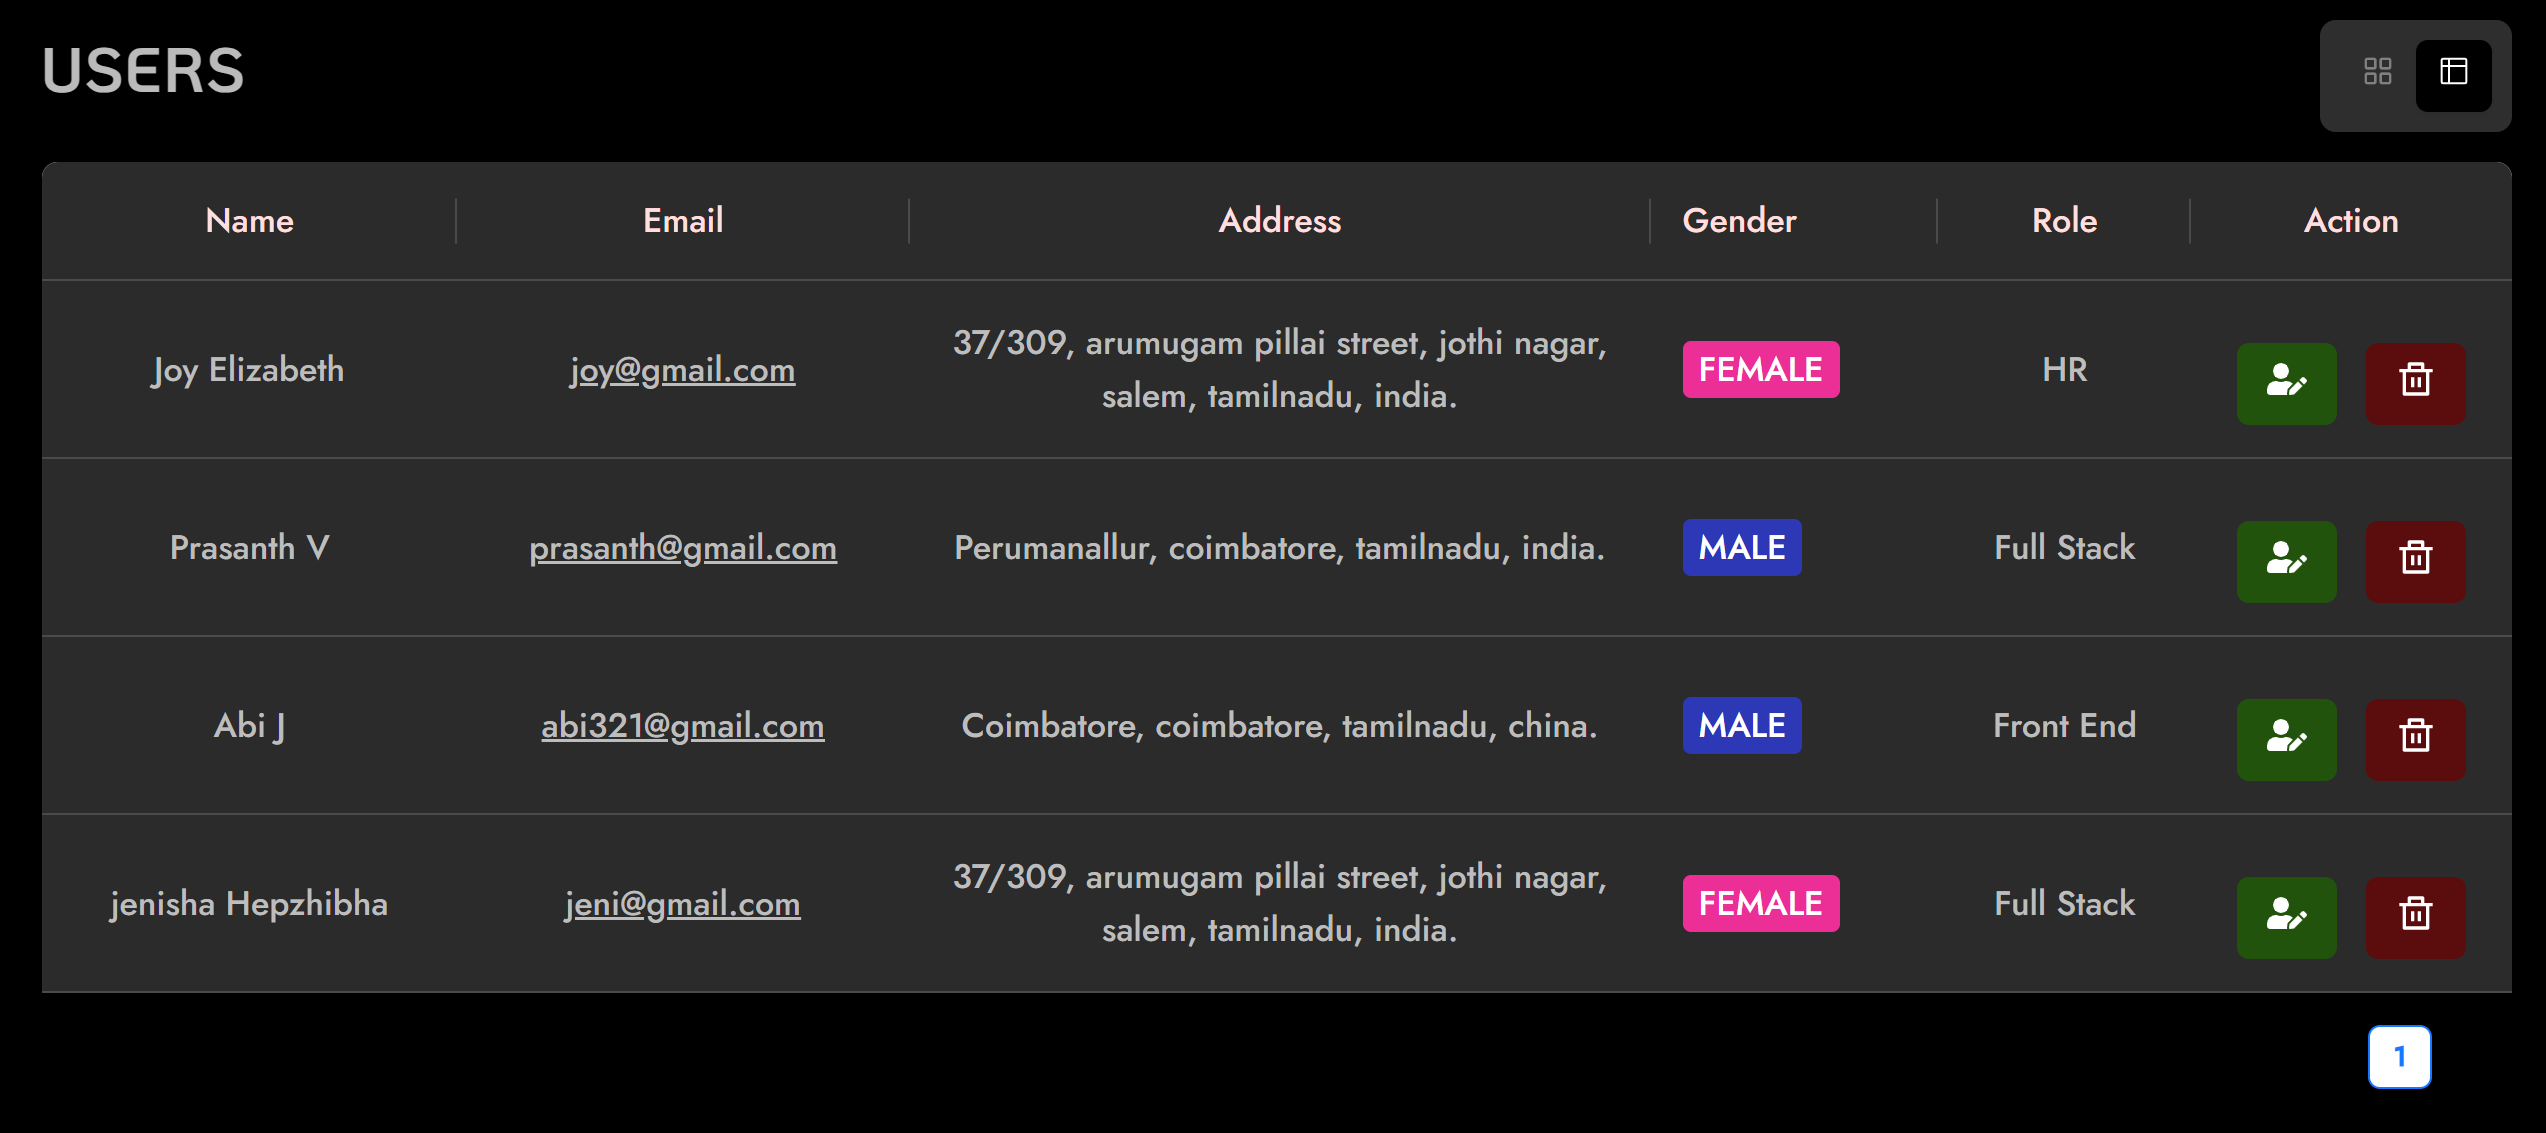 USERS
Name Email Address Gender Role Action
Joy Elizabeth joy@gmail.com 37/309, arumugam pillai street, jothi nagar, salem, tamilnadu, india. FEMALE HR
Prasanth V prasanth@gmail.com Perumanallur, coimbatore, tamilnadu, india. MALE Full Stack
Abi J abi321@gmail.com Coimbatore, coimbatore, tamilnadu, china. MALE Front End
jenisha Hepzhibha jeni@gmail.com 37/309, arumugam pillai street, jothi nagar, salem, tamilnadu, india. FEMALE Full Stack
1